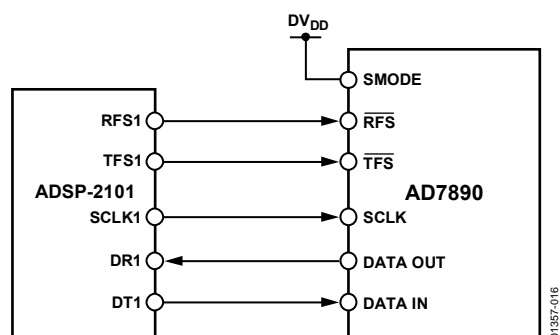 DVDD
SMODE
RFS1
RFS
TFS1
TFS
ADSP-2101
AD7890
SCLK1
SCLK
DR1
DATA OUT
DT1
DATA IN
01357-016